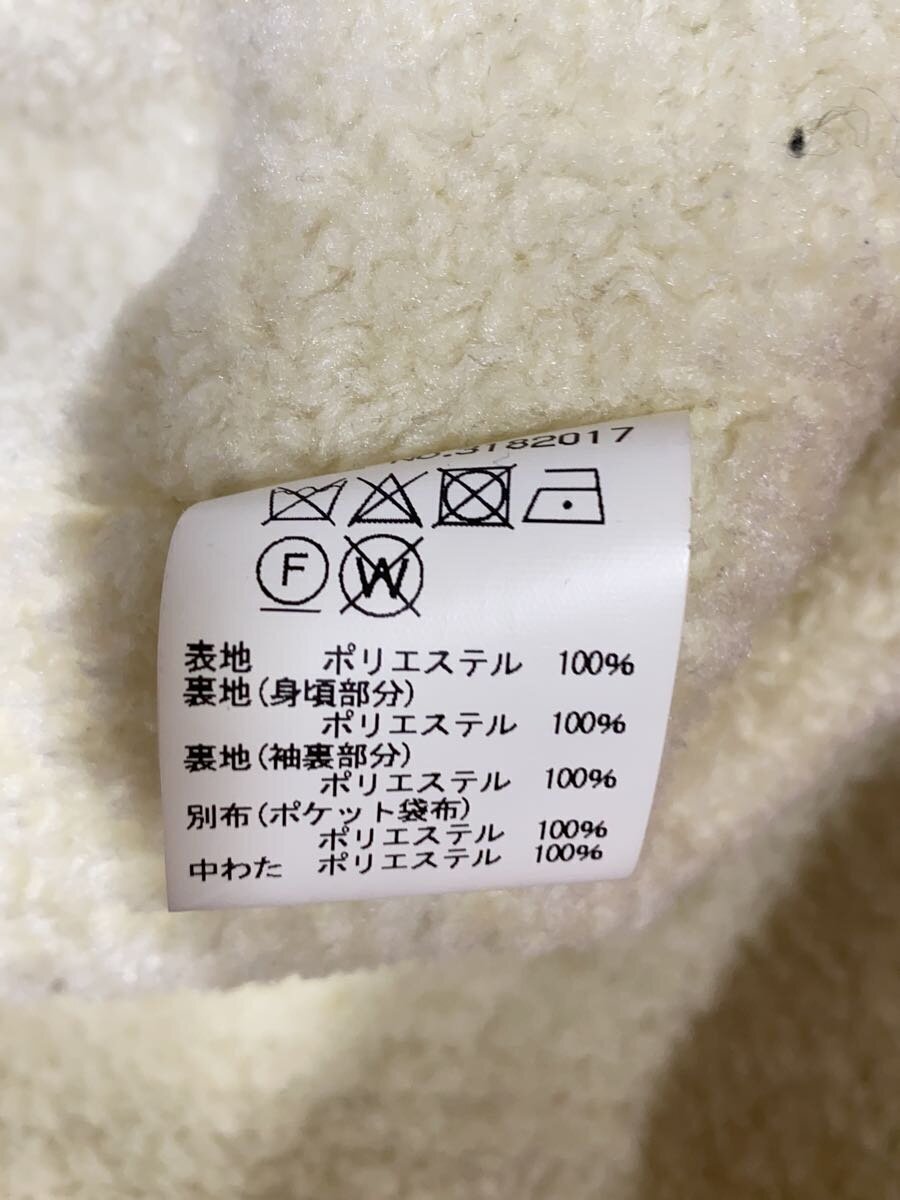 NO.3182017
F W
表地 ポリエステル 100%
裏地(身頃部分)
ポリエステル 100%
裏地(袖裏部分)
ポリエステル 100%
別布(ポケット袋布)
ポリエステル 100%
中わた ポリエステル 100%